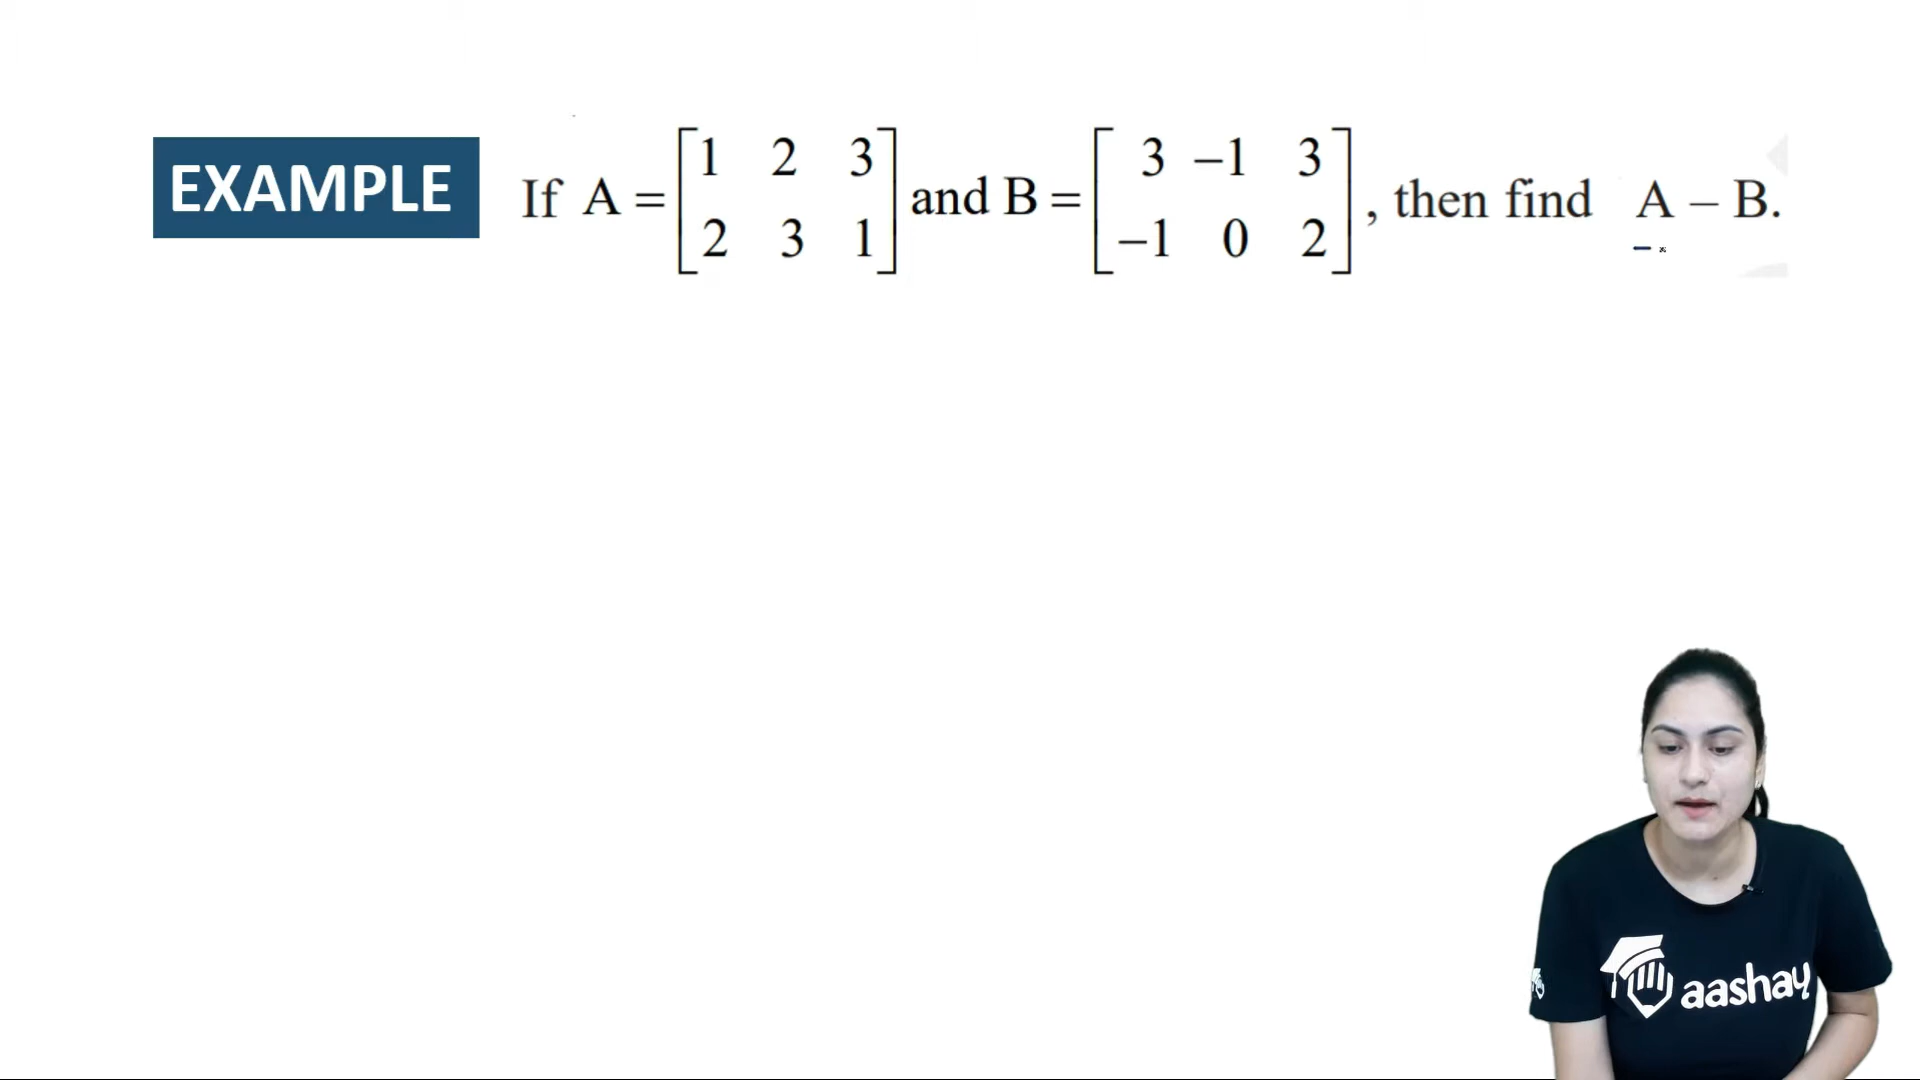 EXAMPLE If A = [1 2 3 and B = [3 –1 3
2 3 1] –1 0 2], then find A – B.
aashay